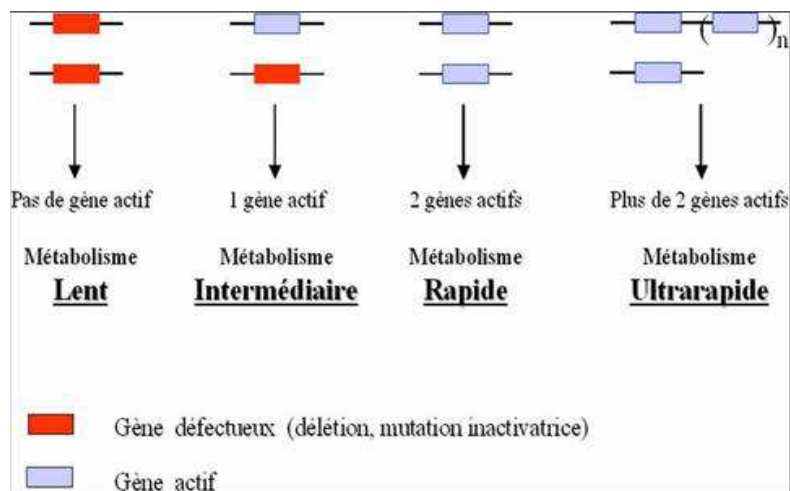 ( )n
Pas de gène actif 1 gène actif 2 gènes actifs Plus de 2 gènes actifs
Métabolisme Métabolisme Métabolisme Métabolisme
Lent Intermédiaire Rapide Ultrarapide
Gène défectueux (délétion, mutation inactivatrice)
Gène actif